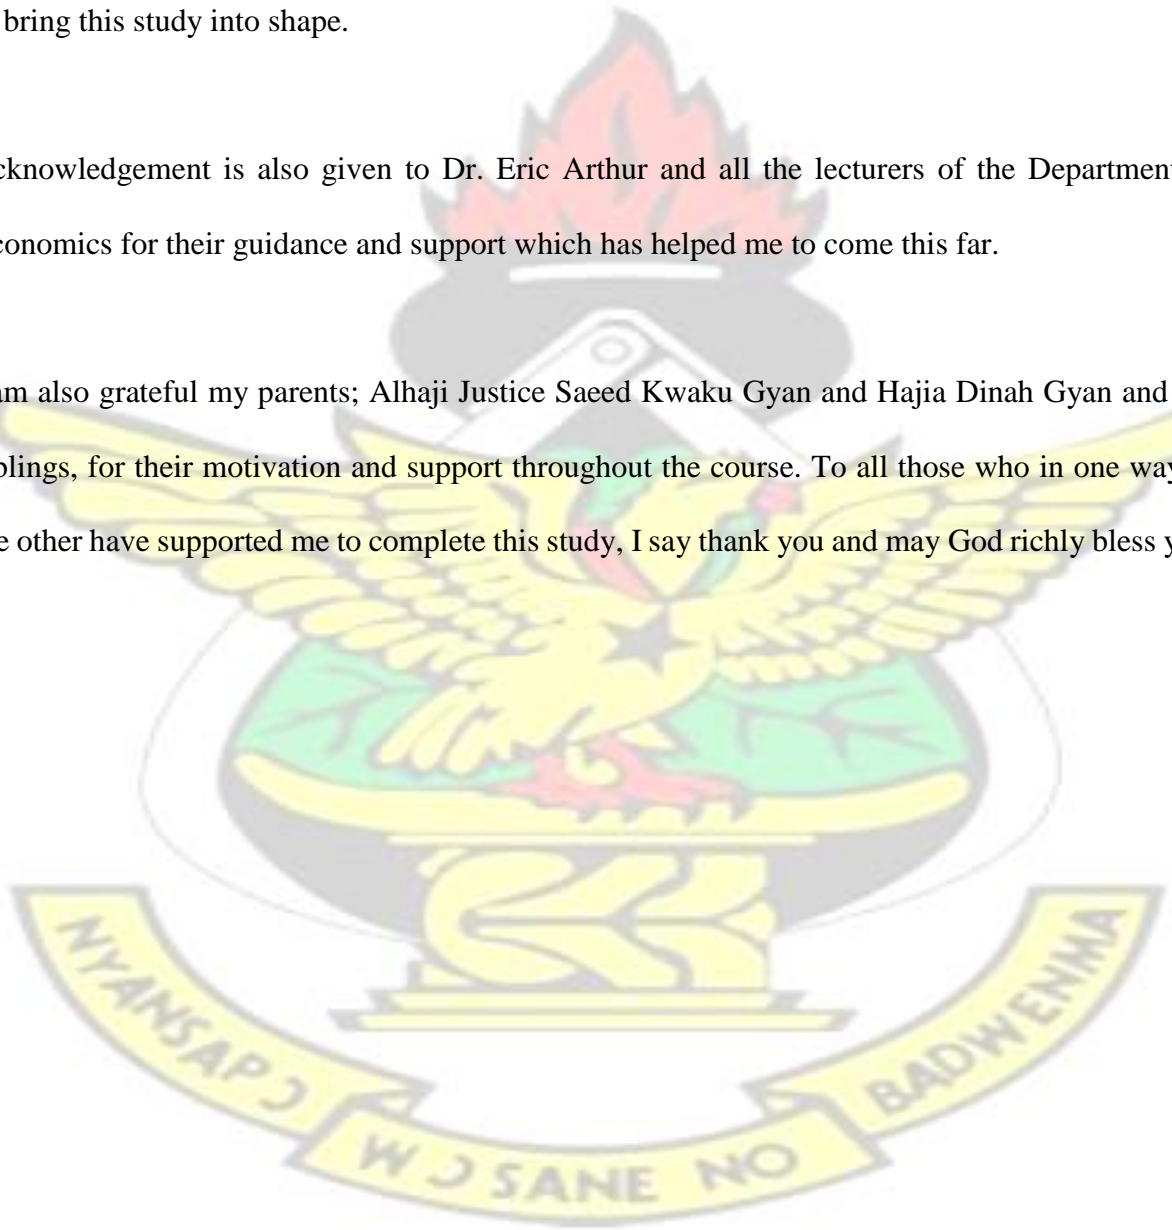 bring this study into shape.
cknowledgement is also given to Dr. Eric Arthur and all the lecturers of the Department
conomics for their guidance and support which has helped me to come this far.
am also grateful my parents; Alhaji Justice Saeed Kwaku Gyan and Hajia Dinah Gyan and
blings, for their motivation and support throughout the course. To all those who in one way
e other have supported me to complete this study, I say thank you and may God richly bless y
NYANSAPƆ
WƆSANE NO
BADWENMA